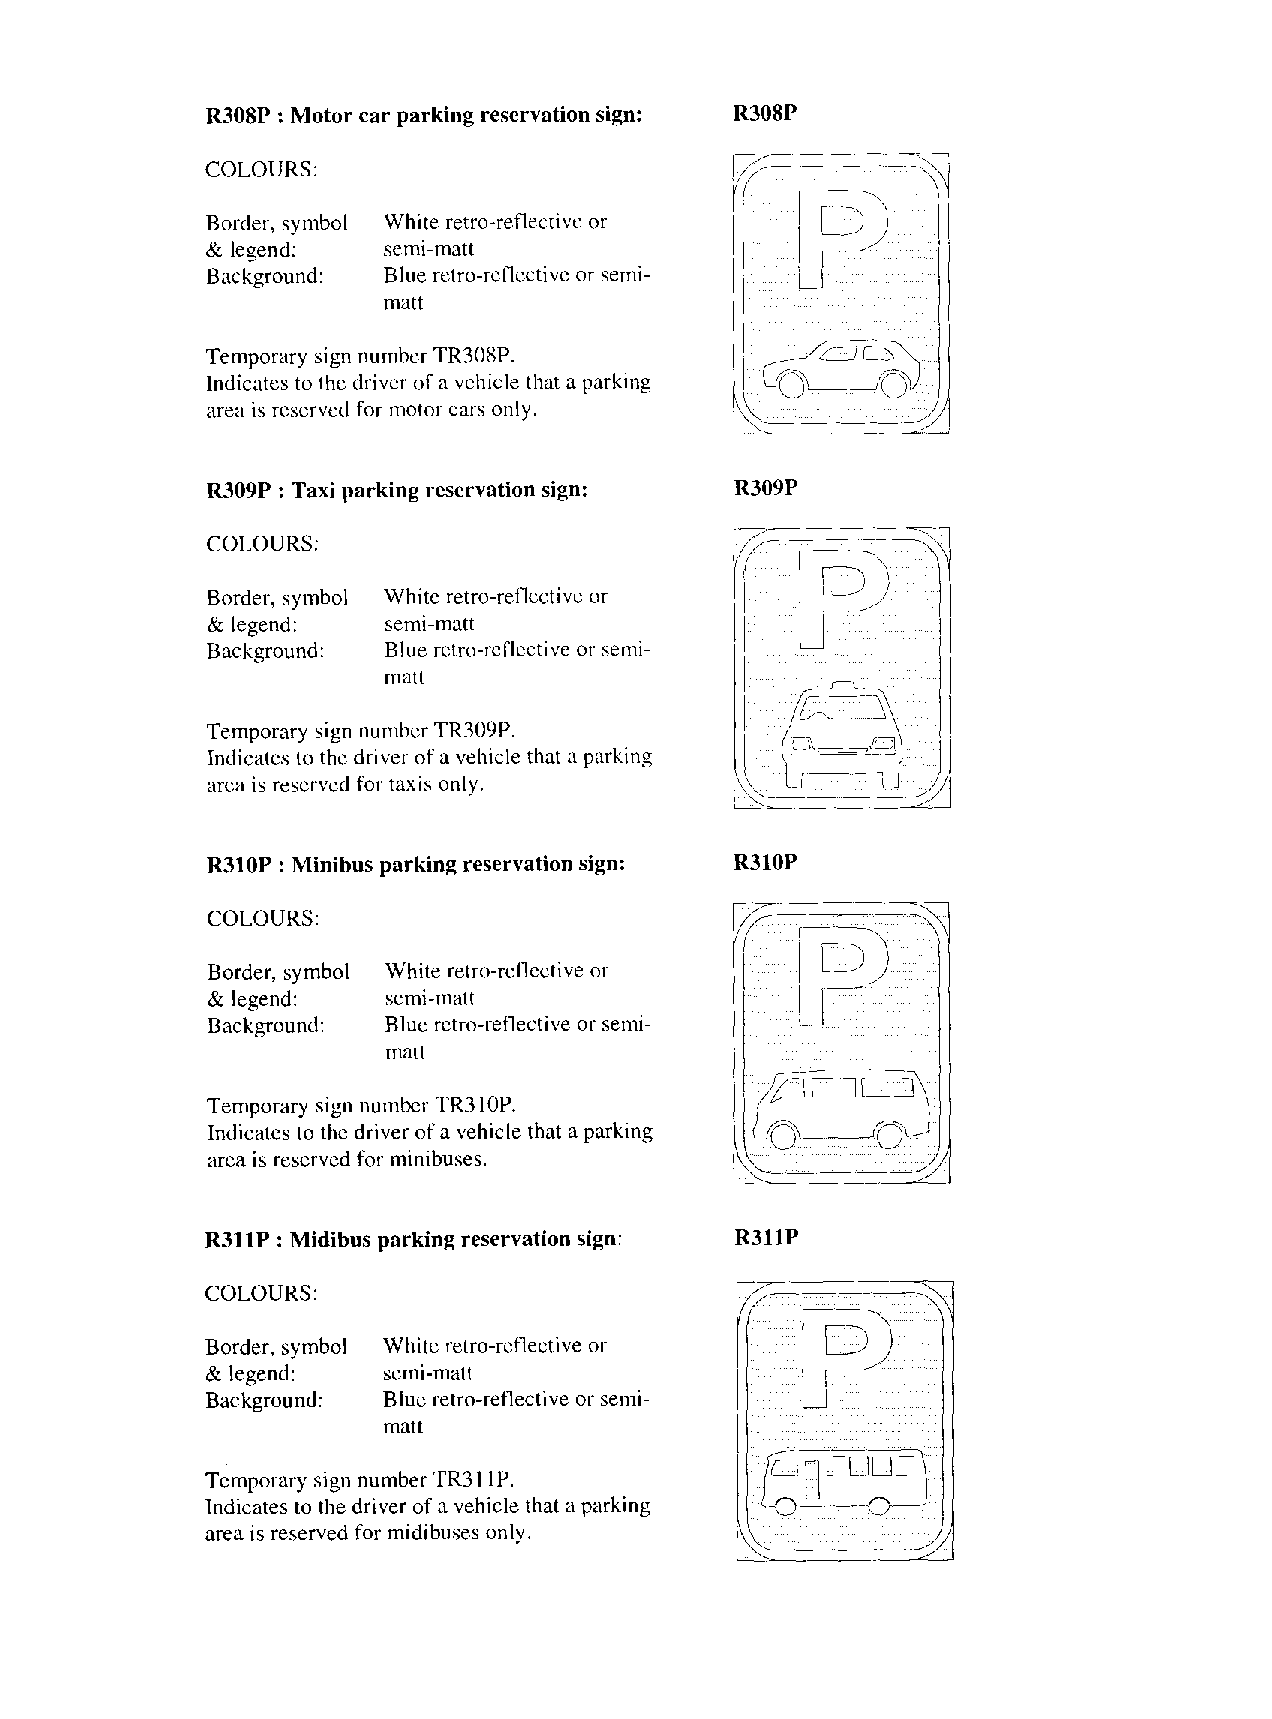 R308P : Motor car parking reservation sign: R308P
P
COLOURS:
Border, symbol White retro-reflective or
& legend: semi-matt
Background: Blue retro-reflective or semi-
matt
Temporary sign number TR308P.
Indicates to the driver of a vehicle that a parking
area is reserved for motor cars only.
R309P : Taxi parking reservation sign: R309P
P
COLOURS:
Border, symbol White retro-reflective or
& legend: semi-matt
Background: Blue retro-reflective or semi-
matt
Temporary sign number TR309P.
Indicates to the driver of a vehicle that a parking
area is reserved for taxis only.
R310P : Minibus parking reservation sign: R310P
P
COLOURS:
Border, symbol White retro-reflective or
& legend: semi-matt
Background: Blue retro-reflective or semi-
matt
Temporary sign number TR310P.
Indicates to the driver of a vehicle that a parking
area is reserved for minibuses.
R311P : Midibus parking reservation sign: R311P
P
COLOURS:
Border, symbol White retro-reflective or
& legend: semi-matt
Background: Blue retro-reflective or semi-
matt
Temporary sign number TR311P.
Indicates to the driver of a vehicle that a parking
area is reserved for midibuses only.